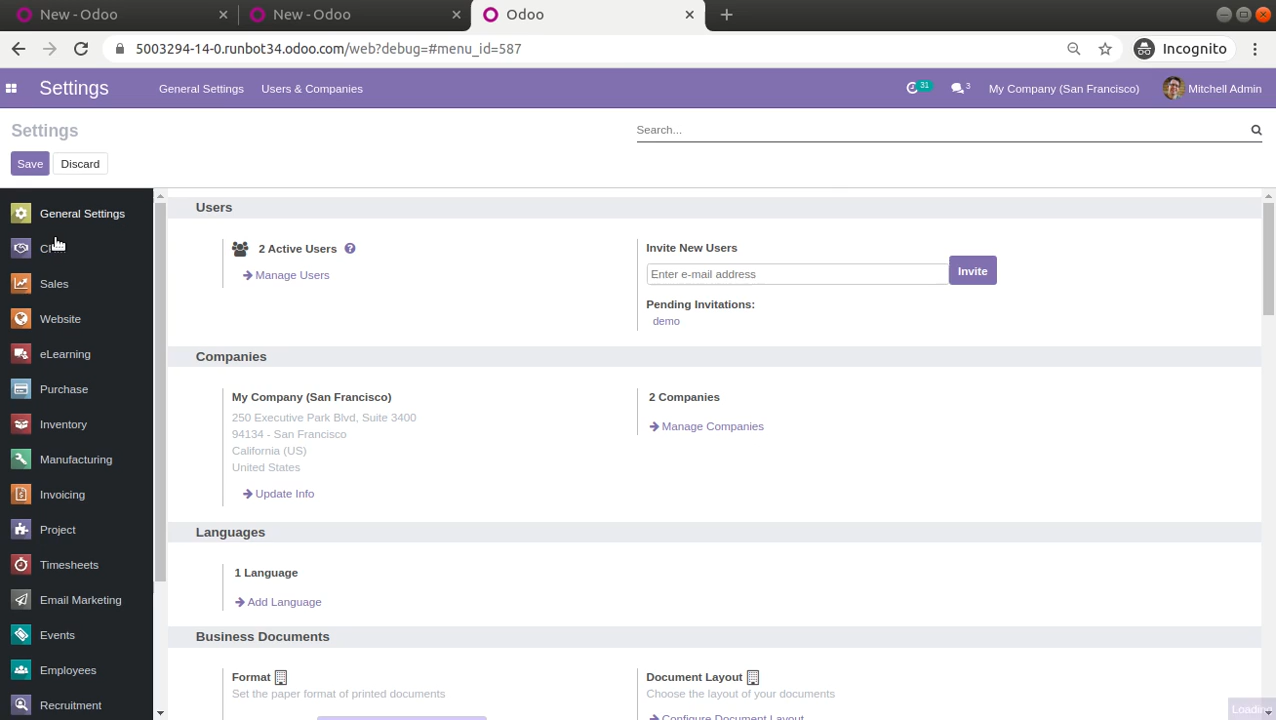 New - Odoo
New - Odoo
Odoo
5003294-14-0.runbot34.odoo.com/web?debug=#menu_id=587
Incognito
Settings
General Settings
Users & Companies
31
3
My Company (San Francisco)
Mitchell Admin
Settings
Search...
Save
Discard
General Settings
Sales
Website
eLearning
Purchase
Inventory
Manufacturing
Invoicing
Project
Timesheets
Email Marketing
Events
Employees
Recruitment
Users
2 Active Users
Manage Users
Invite New Users
Enter e-mail address
Invite
Pending Invitations:
demo
Companies
My Company (San Francisco)
250 Executive Park Blvd, Suite 3400
94134 - San Francisco
California (US)
United States
Update Info
2 Companies
Manage Companies
Languages
1 Language
Add Language
Business Documents
Format
Set the paper format of printed documents
Document Layout
Choose the layout of your documents
Configure Document Layout
Loading